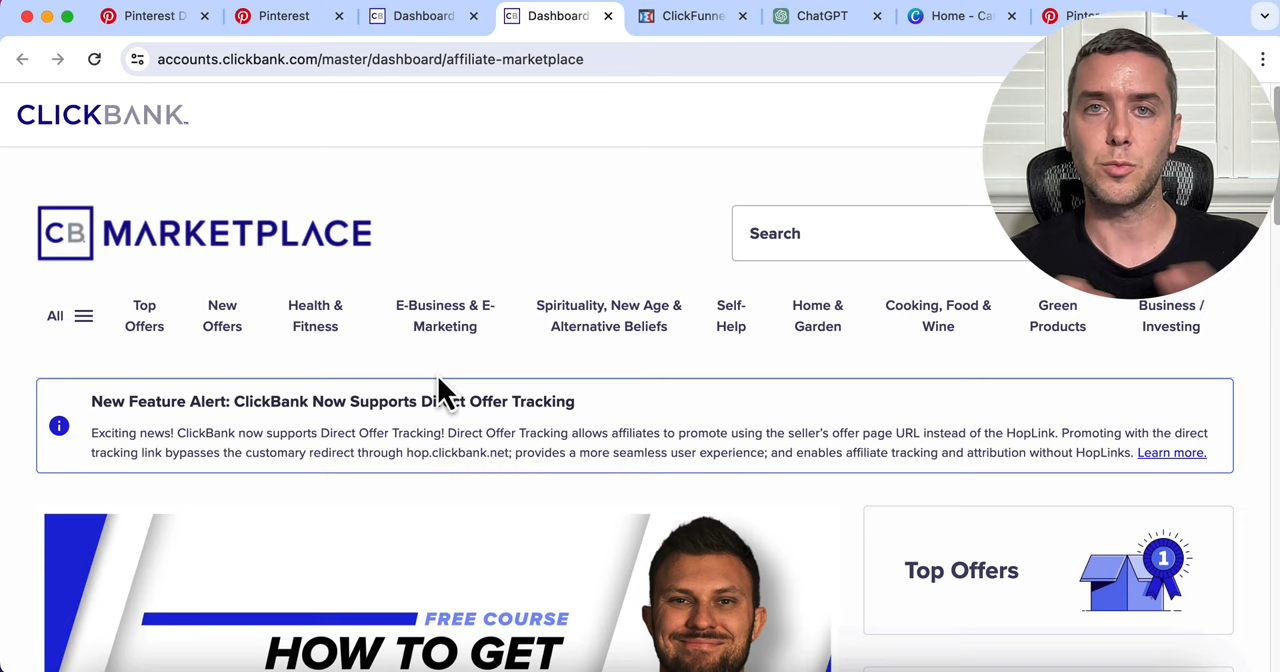 Pinterest D
Pinterest
Dashboard
Dashboard
ClickFunne
ChatGPT
Home - Ca
Pinter
accounts.clickbank.com/master/dashboard/affiliate-marketplace
CLICKBANK
CB MARKETPLACE
Search
All
Top Offers
New Offers
Health & Fitness
E-Business & E-Marketing
Spirituality, New Age & Alternative Beliefs
Self-Help
Home & Garden
Cooking, Food & Wine
Green Products
Business / Investing
New Feature Alert: ClickBank Now Supports Direct Offer Tracking
Exciting news! ClickBank now supports Direct Offer Tracking! Direct Offer Tracking allows affiliates to promote using the seller's offer page URL instead of the HopLink. Promoting with the direct
tracking link bypasses the customary redirect through hop.clickbank.net; provides a more seamless user experience; and enables affiliate tracking and attribution without HopLinks. Learn more.
FREE COURSE
HOW TO GET
Top Offers
1